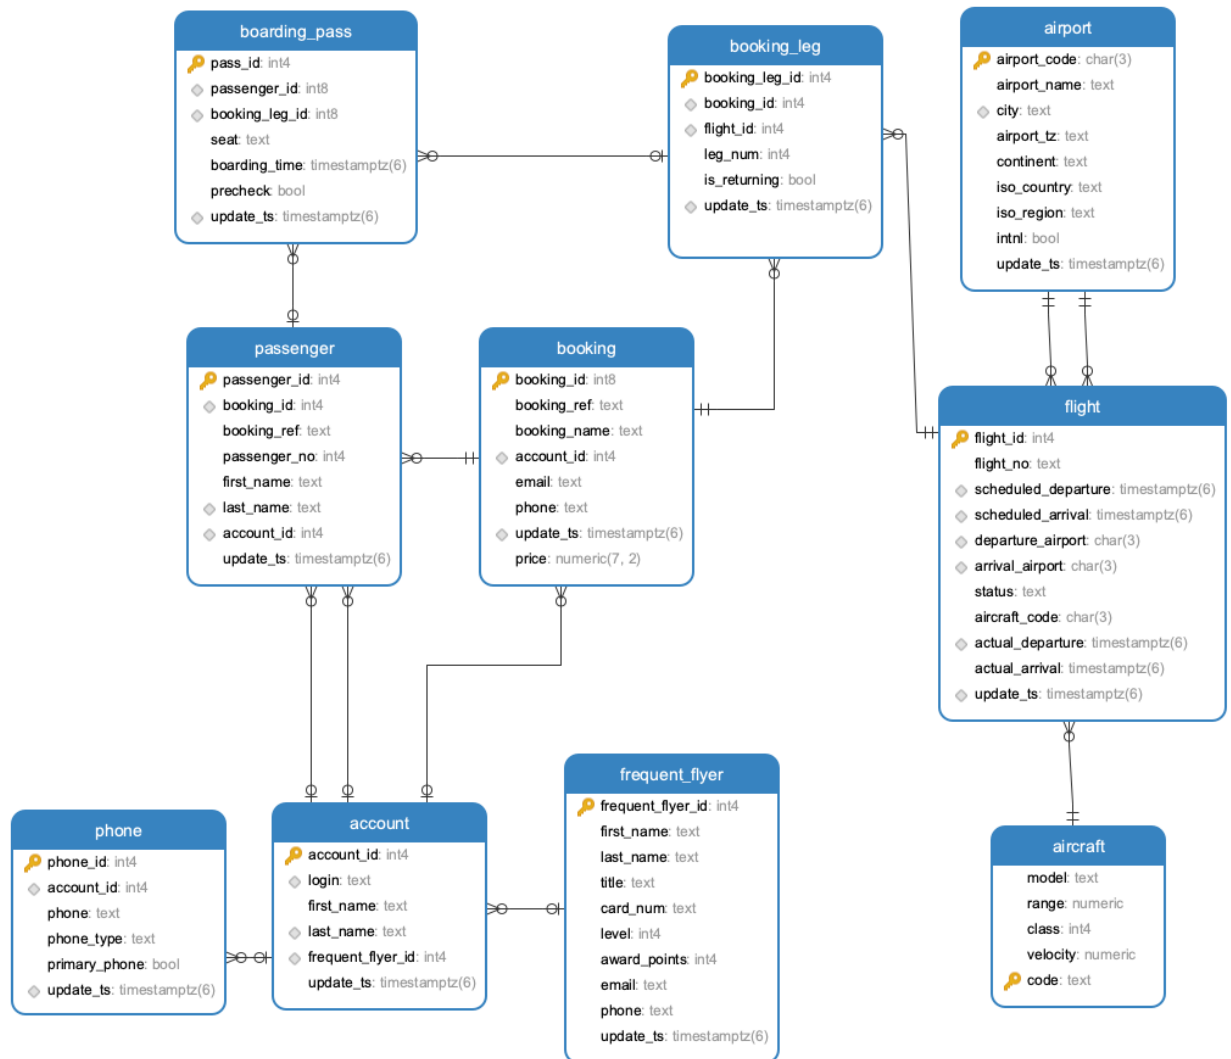 boarding_pass
pass_id: int4
passenger_id: int8
booking_leg_id: int8
seat: text
boarding_time: timestamptz(6)
precheck: bool
update_ts: timestamptz(6)
booking_leg
booking_leg_id: int4
booking_id: int4
flight_id: int4
leg_num: int4
is_returning: bool
update_ts: timestamptz(6)
airport
airport_code: char(3)
airport_name: text
city: text
airport_tz: text
continent: text
iso_country: text
iso_region: text
intnl: bool
update_ts: timestamptz(6)
passenger
passenger_id: int4
booking_id: int4
booking_ref: text
passenger_no: int4
first_name: text
last_name: text
account_id: int4
update_ts: timestamptz(6)
booking
booking_id: int8
booking_ref: text
booking_name: text
account_id: int4
email: text
phone: text
update_ts: timestamptz(6)
price: numeric(7, 2)
flight
flight_id: int4
flight_no: text
scheduled_departure: timestamptz(6)
scheduled_arrival: timestamptz(6)
departure_airport: char(3)
arrival_airport: char(3)
status: text
aircraft_code: char(3)
actual_departure: timestamptz(6)
actual_arrival: timestamptz(6)
update_ts: timestamptz(6)
phone
phone_id: int4
account_id: int4
phone: text
phone_type: text
primary_phone: bool
update_ts: timestamptz(6)
account
account_id: int4
login: text
first_name: text
last_name: text
frequent_flyer_id: int4
update_ts: timestamptz(6)
frequent_flyer
frequent_flyer_id: int4
first_name: text
last_name: text
title: text
card_num: text
level: int4
award_points: int4
email: text
phone: text
update_ts: timestamptz(6)
aircraft
model: text
range: numeric
class: int4
velocity: numeric
code: text